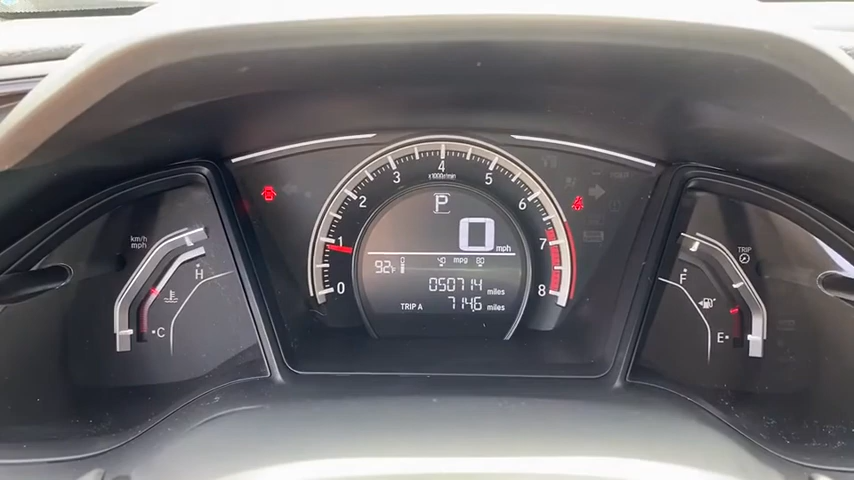 x1000r/min
0
1
2
3
4
5
6
7
8
P
0 mph
92°F
0 40 mpg 80
050714 miles
TRIP A 714.6 miles
km/h
mph
H
°C
TRIP
F
E